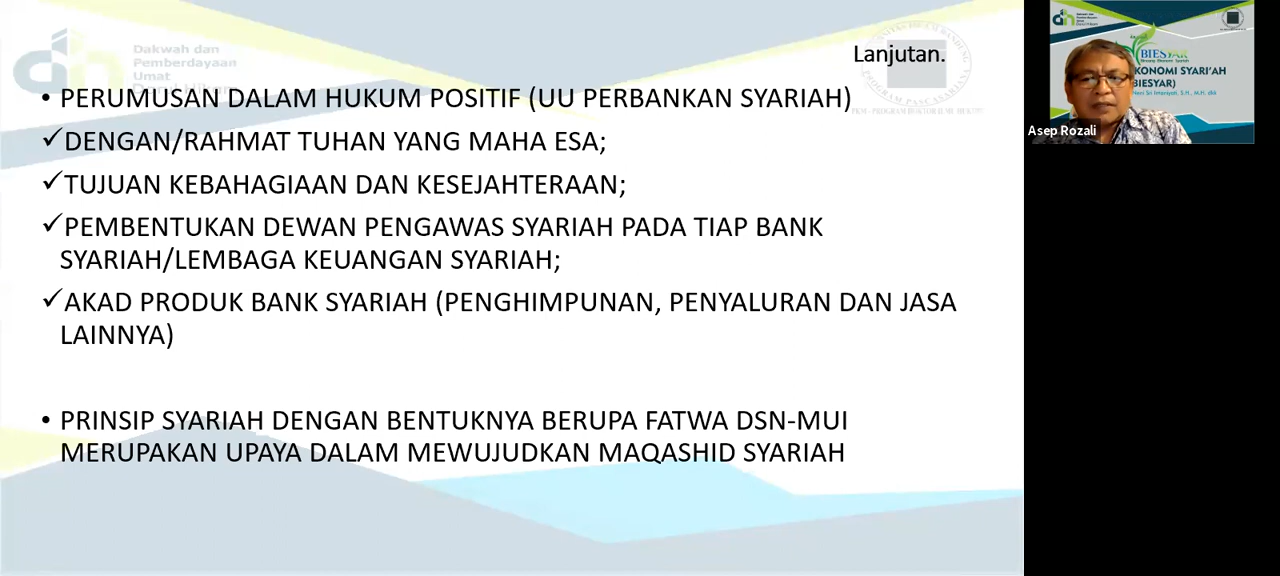 Dakwah dan
Pemberdayaan
Umat
Lanjutan.
• PERUMUSAN DALAM HUKUM POSITIF (UU PERBANKAN SYARIAH)
✓DENGAN/RAHMAT TUHAN YANG MAHA ESA;
✓TUJUAN KEBAHAGIAAN DAN KESEJAHTERAAN;
✓PEMBENTUKAN DEWAN PENGAWAS SYARIAH PADA TIAP BANK
SYARIAH/LEMBAGA KEUANGAN SYARIAH;
✓AKAD PRODUK BANK SYARIAH (PENGHIMPUNAN, PENYALURAN DAN JASA
LAINNYA)
• PRINSIP SYARIAH DENGAN BENTUKNYA BERUPA FATWA DSN-MUI
MERUPAKAN UPAYA DALAM MEWUJUDKAN MAQASHID SYARIAH
BIESYAR
KONOMI SYARI'AH
BIESYAR)
Asep Rozali